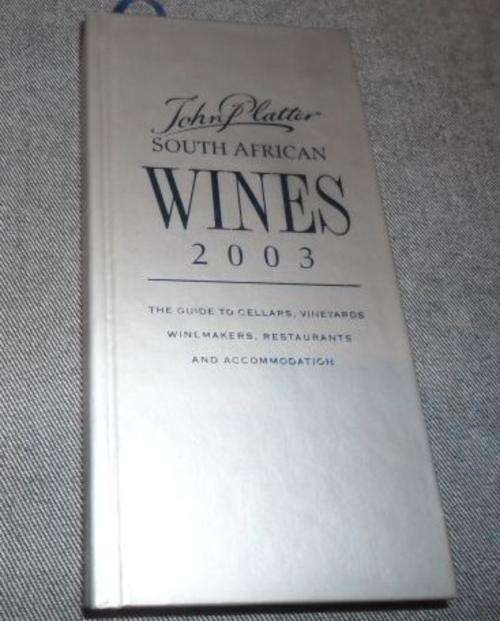 John Platter
SOUTH AFRICAN
WINES
2003
THE GUIDE TO CELLARS, VINEYARDS
WINEMAKERS, RESTAURANTS
AND ACCOMMODATION